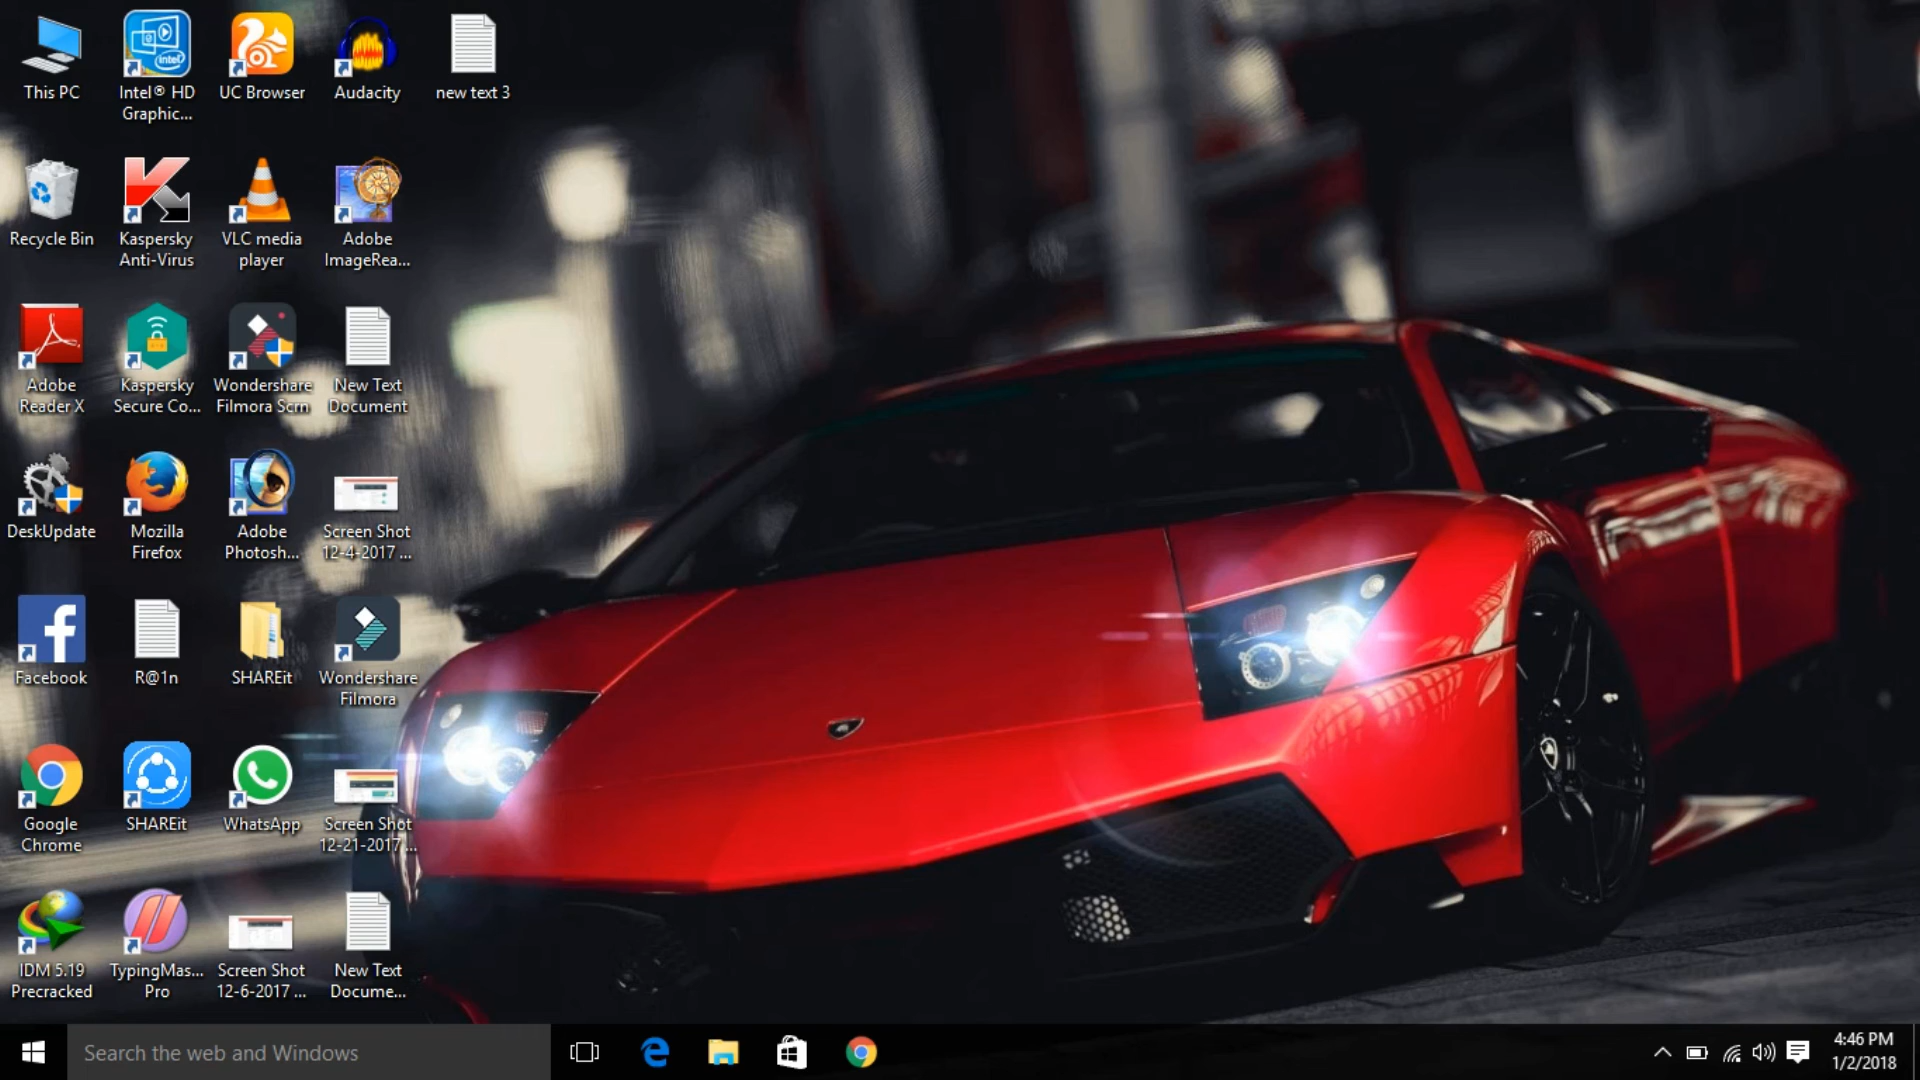 This PC
Intel® HD
Graphic...
UC Browser
Audacity
new text 3
Recycle Bin
Kaspersky
Anti-Virus
VLC media
player
Adobe
ImageRea...
Adobe
Reader X
Kaspersky
Secure Co...
Wondershare
Filmora Scrn
New Text
Document
DeskUpdate
Mozilla
Firefox
Adobe
Photosh...
Screen Shot
12-4-2017 ...
Facebook
R@1n
SHAREit
Wondershare
Filmora
Google
Chrome
SHAREit
WhatsApp
Screen Shot
12-21-2017 ...
IDM 5.19
Precracked
TypingMas...
Pro
Screen Shot
12-6-2017 ...
New Text
Docume...
Search the web and Windows
4:46 PM
1/2/2018